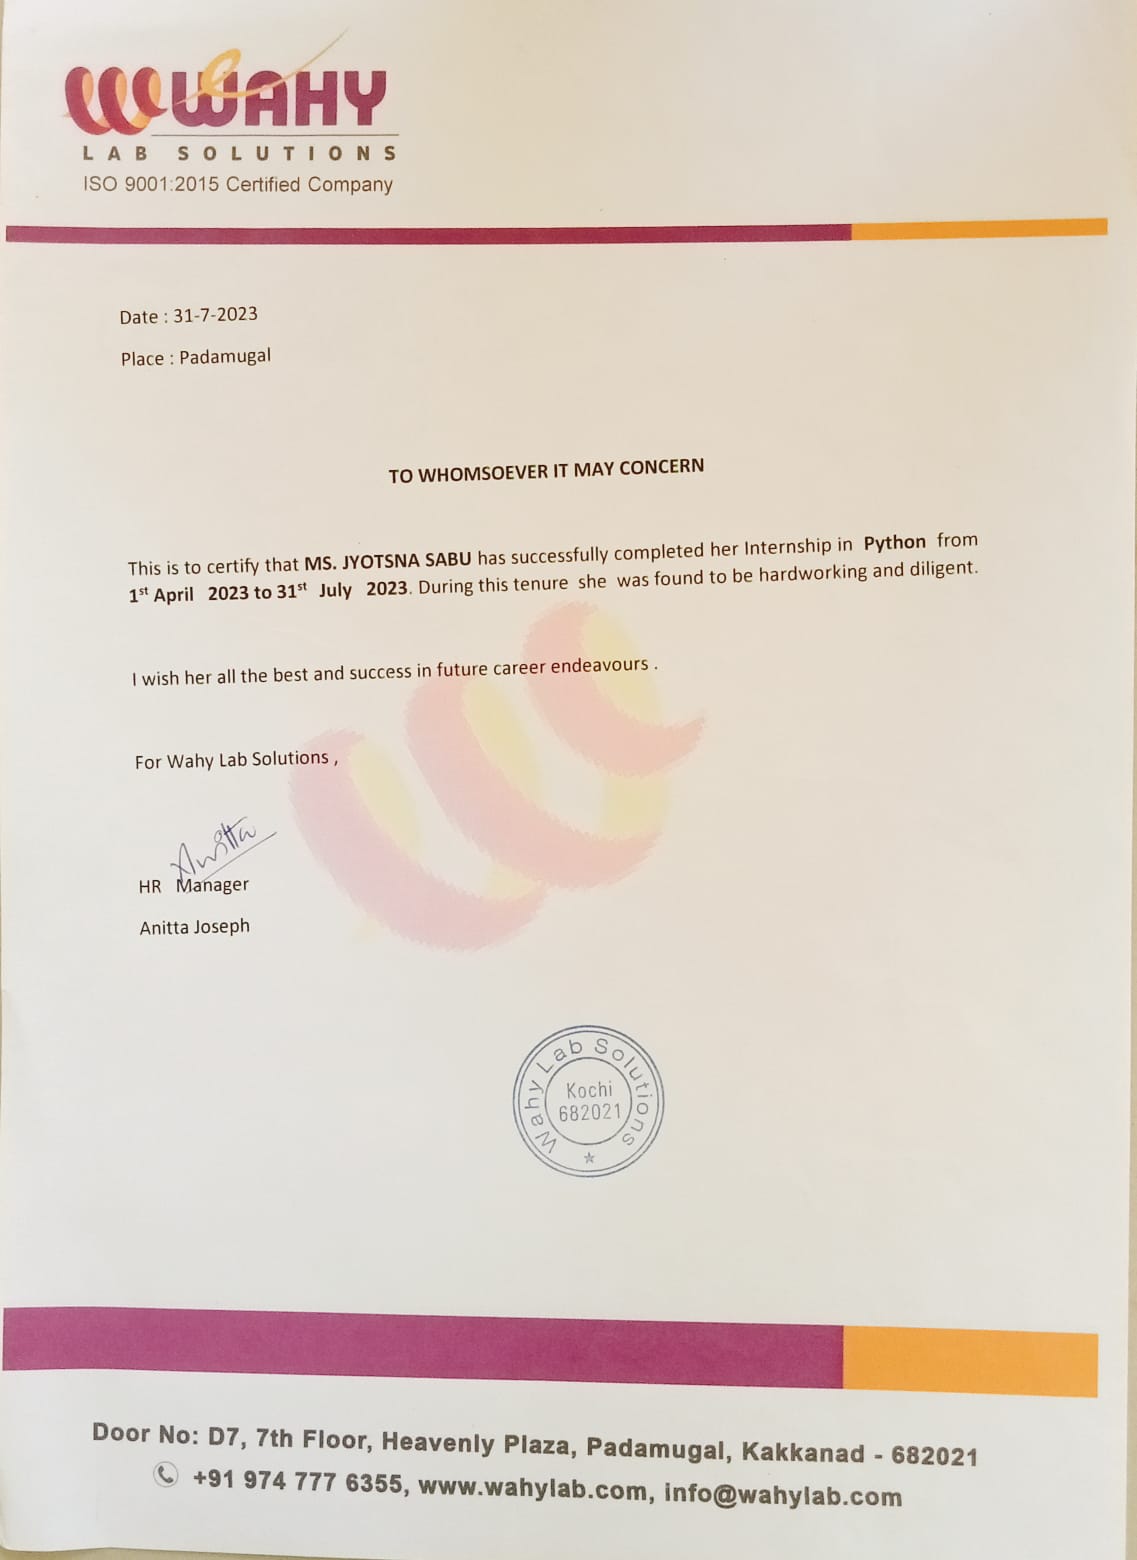 WAHY
LAB SOLUTIONS
ISO 9001:2015 Certified Company
Date : 31-7-2023
Place : Padamugal
TO WHOMSOEVER IT MAY CONCERN
This is to certify that MS. JYOTSNA SABU has successfully completed her Internship in Python from
1st April 2023 to 31st July 2023. During this tenure she was found to be hardworking and diligent.
I wish her all the best and success in future career endeavours .
For Wahy Lab Solutions ,
Anitta
HR Manager
Anitta Joseph
Wahy Lab Solutions
Kochi
682021
Door No: D7, 7th Floor, Heavenly Plaza, Padamugal, Kakkanad - 682021
+91 974 777 6355, www.wahylab.com, info@wahylab.com